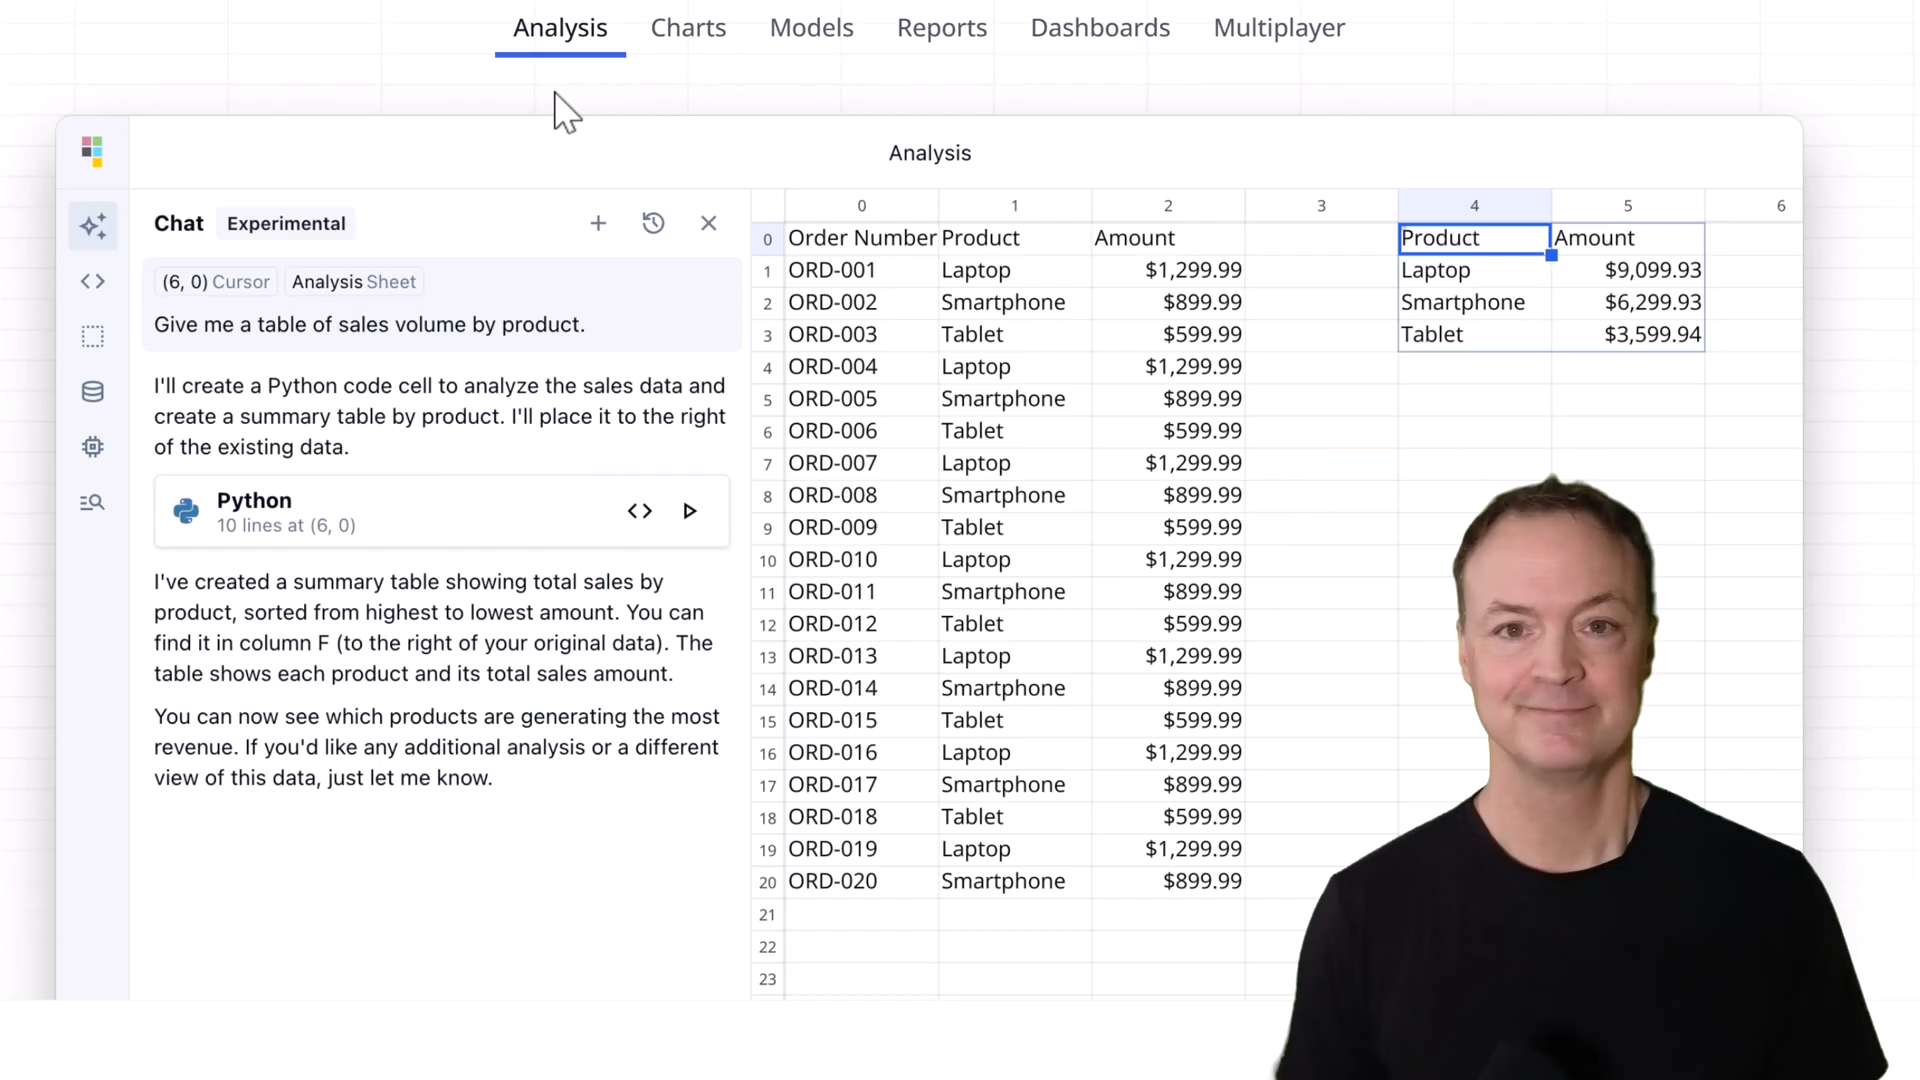 Analysis Charts Models Reports Dashboards Multiplayer
Analysis
Chat Experimental
(6, 0) Cursor Analysis Sheet
Give me a table of sales volume by product.
I'll create a Python code cell to analyze the sales data and
create a summary table by product. I'll place it to the right
of the existing data.
Python
10 lines at (6, 0)
I've created a summary table showing total sales by
product, sorted from highest to lowest amount. You can
find it in column F (to the right of your original data). The
table shows each product and its total sales amount.
You can now see which products are generating the most
revenue. If you'd like any additional analysis or a different
view of this data, just let me know.
0 1 2 3 4 5 6
0 Order Number Product Amount Product Amount
1 ORD-001 Laptop $1,299.99 Laptop $9,099.93
2 ORD-002 Smartphone $899.99 Smartphone $6,299.93
3 ORD-003 Tablet $599.99 Tablet $3,599.94
4 ORD-004 Laptop $1,299.99
5 ORD-005 Smartphone $899.99
6 ORD-006 Tablet $599.99
7 ORD-007 Laptop $1,299.99
8 ORD-008 Smartphone $899.99
9 ORD-009 Tablet $599.99
10 ORD-010 Laptop $1,299.99
11 ORD-011 Smartphone $899.99
12 ORD-012 Tablet $599.99
13 ORD-013 Laptop $1,299.99
14 ORD-014 Smartphone $899.99
15 ORD-015 Tablet $599.99
16 ORD-016 Laptop $1,299.99
17 ORD-017 Smartphone $899.99
18 ORD-018 Tablet $599.99
19 ORD-019 Laptop $1,299.99
20 ORD-020 Smartphone $899.99
21
22
23